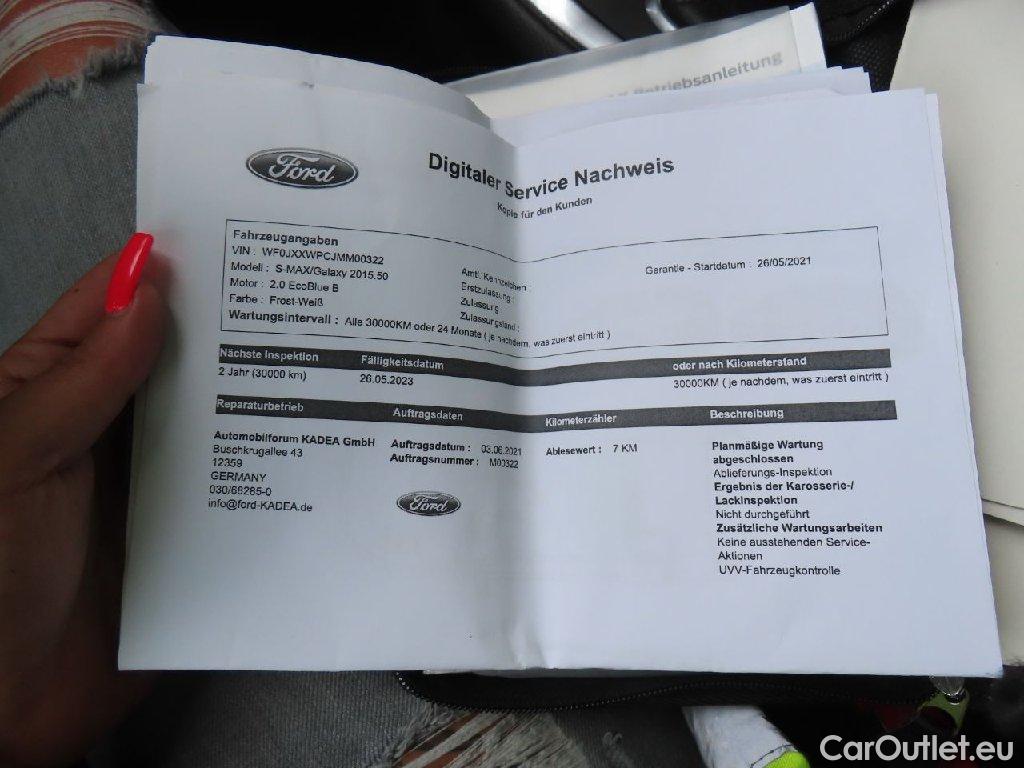 Betriebsanleitung
Ford
Digitaler Service Nachweis
Kopie für den Kunden
Fahrzeugangaben
VIN : WF0JXXWPCJMM00322
Modell : S-MAX/Galaxy 2015.50
Motor : 2.0 EcoBlue B
Farbe : Frost-Weiß
Wartungsintervall : Alle 30000KM oder 24 Monate ( je nachdem, was zuerst eintritt )
Amtl. Kennzeichen :
Erstzulassung :
Zulassung :
Zulassungsland :
Garantie - Startdatum : 26/05/2021
Nächste Inspektion Fälligkeitsdatum oder nach Kilometerstand
2 Jahr (30000 km) 26.05.2023 30000KM ( je nachdem, was zuerst eintritt )
Reparaturbetrieb Auftragsdaten Kilometerzähler Beschreibung
Automobilforum KADEA GmbH
Buschkrugallee 43
12359
GERMANY
030/68285-0
info@ford-KADEA.de
Auftragsdatum : 03.06.2021
Auftragsnummer : M00322
Ford
Ablesewert : 7 KM
Planmäßige Wartung
abgeschlossen
Ablieferungs-Inspektion
Ergebnis der Karosserie-/
Lackinspektion
Nicht durchgeführt
Zusätzliche Wartungsarbeiten
Keine ausstehenden Service-
Aktionen
UVV-Fahrzeugkontrolle
CarOutlet.eu